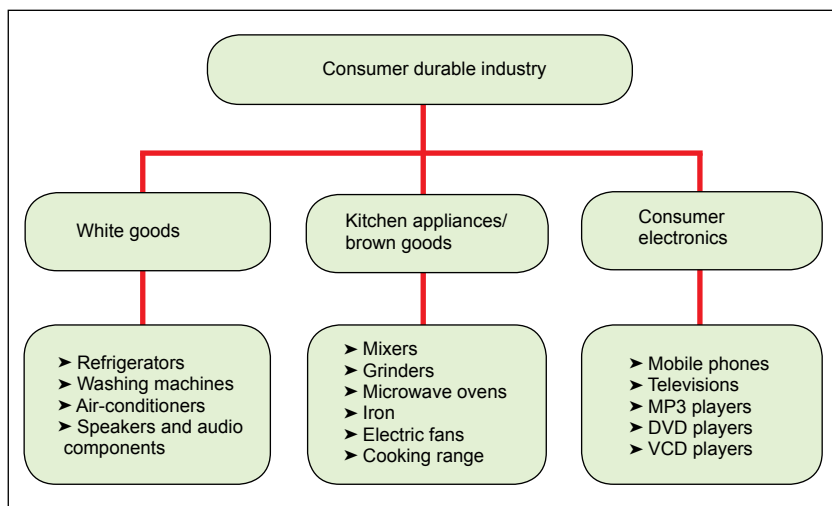 Consumer durable industry
White goods
Kitchen appliances/
brown goods
Consumer
electronics
➤ Refrigerators
➤ Washing machines
➤ Air-conditioners
➤ Speakers and audio
components
➤ Mixers
➤ Grinders
➤ Microwave ovens
➤ Iron
➤ Electric fans
➤ Cooking range
➤ Mobile phones
➤ Televisions
➤ MP3 players
➤ DVD players
➤ VCD players